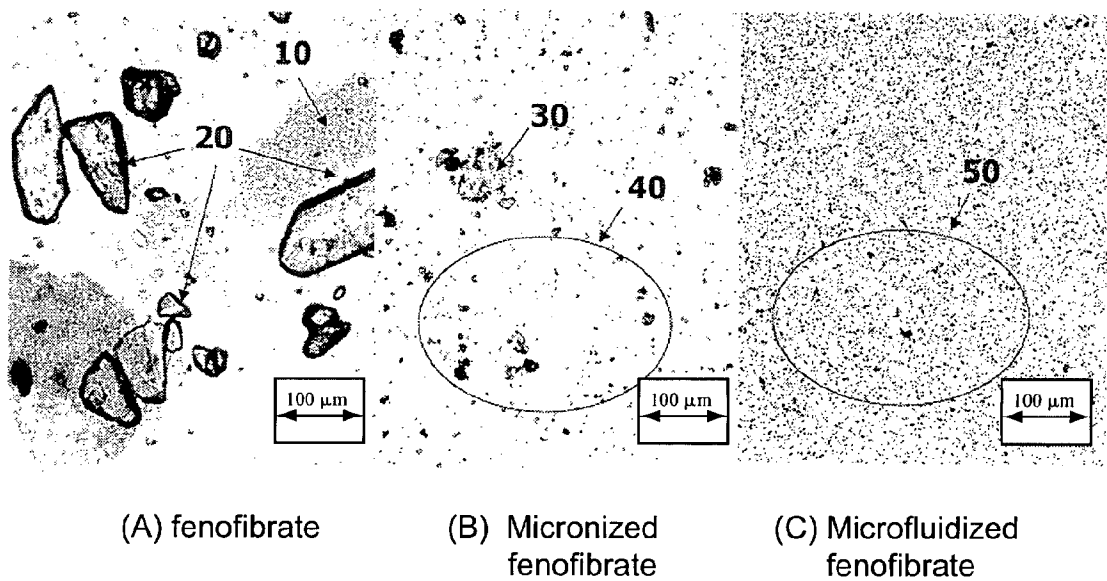 10
20
30
40
50
100 μm
100 μm
100 μm
(A) fenofibrate
(B) Micronized
fenofibrate
(C) Microfluidized
fenofibrate